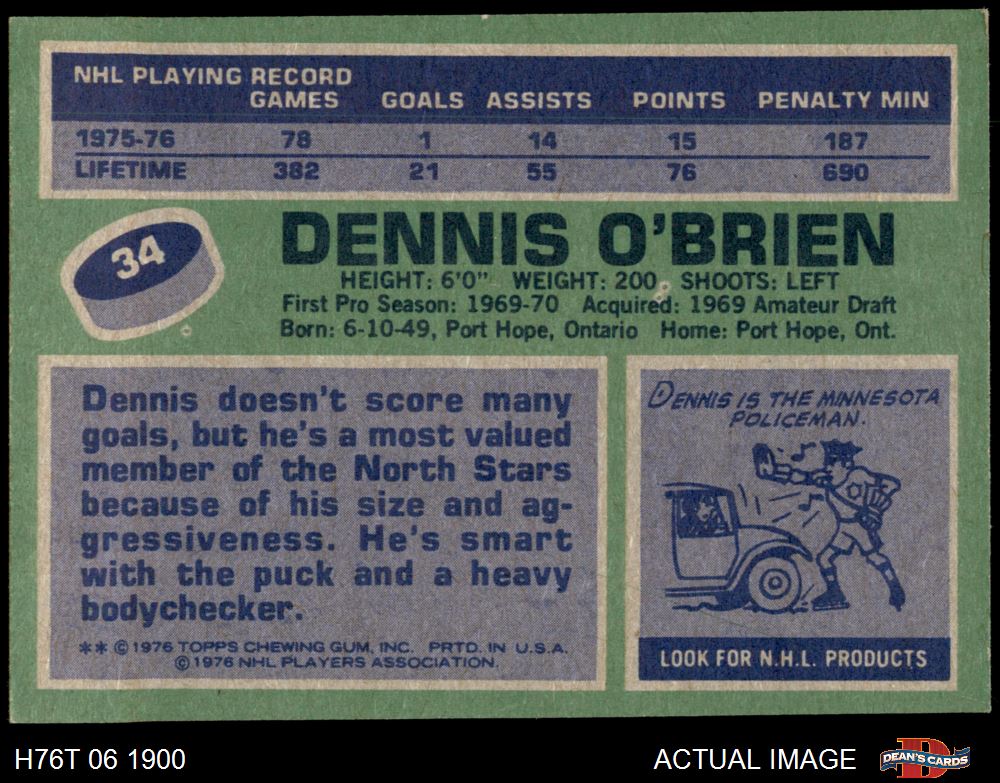 NHL PLAYING RECORD
GAMES GOALS ASSISTS POINTS PENALTY MIN
1975-76 78 1 14 15 187
LIFETIME 382 21 55 76 690
34
DENNIS O'BRIEN
HEIGHT: 6'0" WEIGHT: 200 SHOOTS: LEFT
First Pro Season: 1969-70 Acquired: 1969 Amateur Draft
Born: 6-10-49, Port Hope, Ontario Home: Port Hope, Ont.
Dennis doesn't score many
goals, but he's a most valued
member of the North Stars
because of his size and ag-
gressiveness. He's smart
with the puck and a heavy
bodychecker.
** © 1976 TOPPS CHEWING GUM, INC. PRTD. IN U.S.A.
© 1976 NHL PLAYERS ASSOCIATION.
DENNIS IS THE MINNESOTA
POLICEMAN.
LOOK FOR N.H.L. PRODUCTS
H76T 06 1900
ACTUAL IMAGE
DEAN'S CARDS